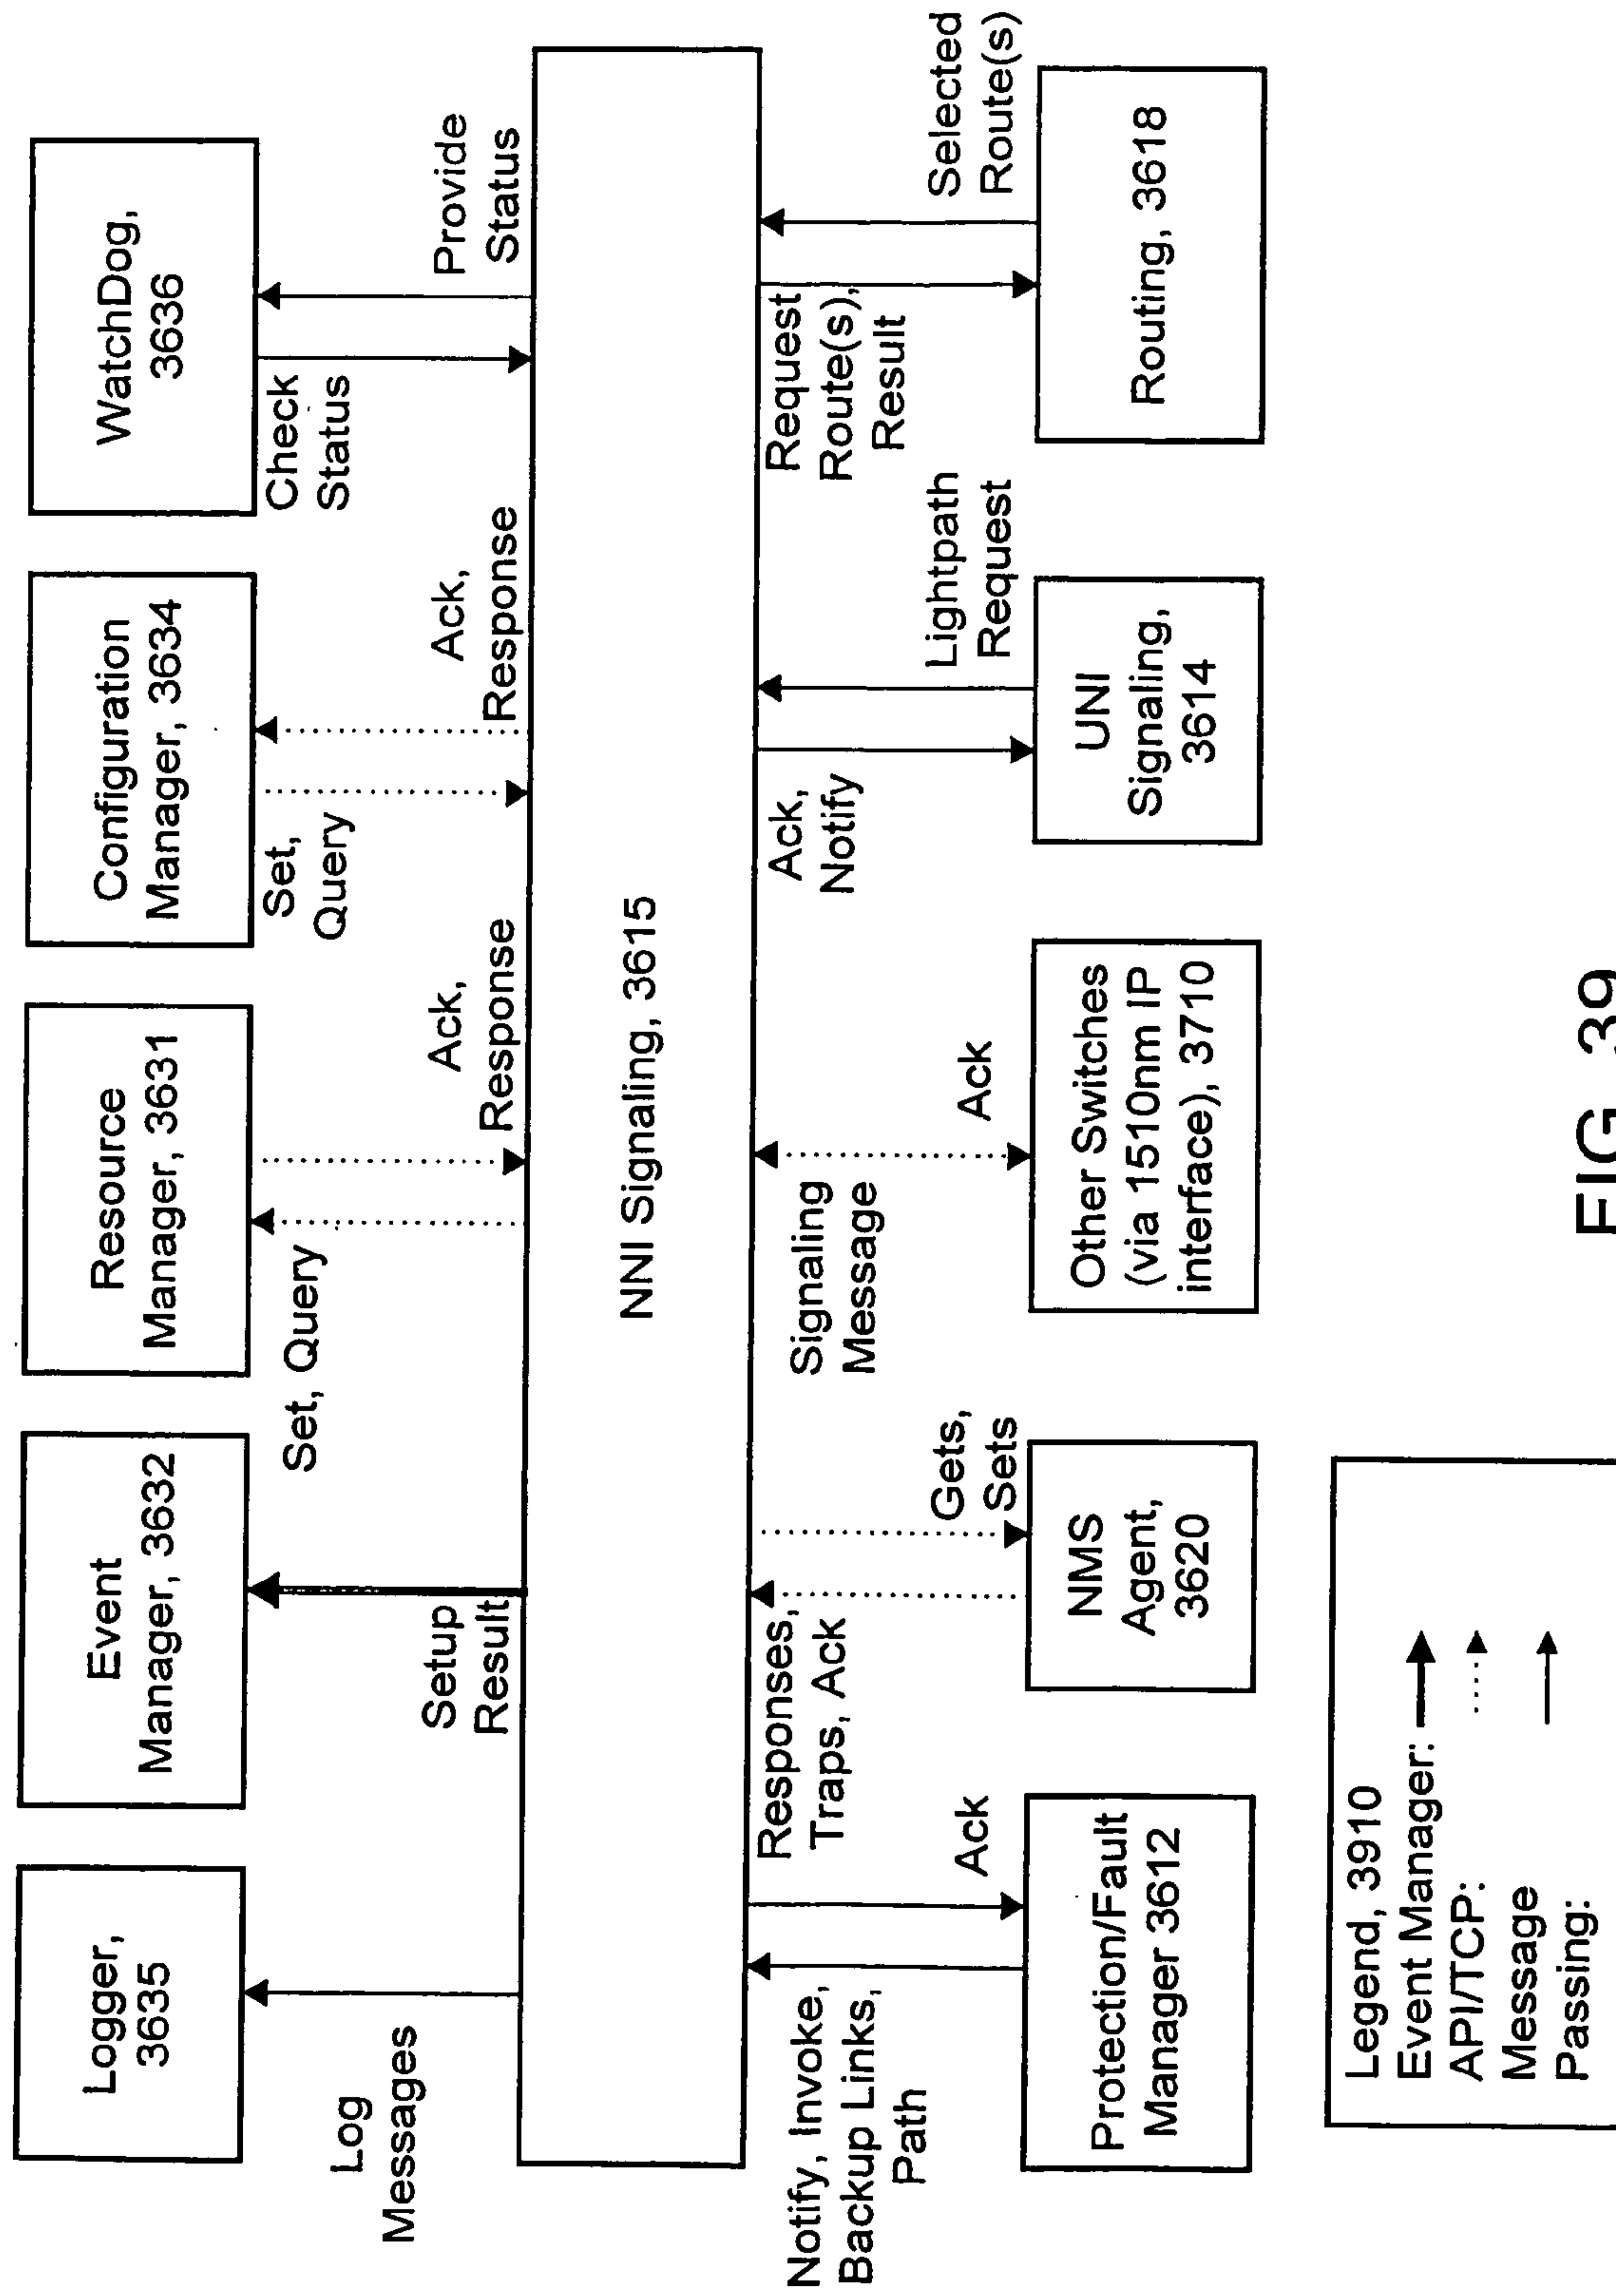 Logger,
3635
Event
Manager, 3632
Resource
Manager, 3631
Configuration
Manager, 3634
WatchDog,
3636
Log
Messages
Setup
Result
Set, Query
Ack,
Response
Set,
Query
Ack,
Response
Check
Status
Provide
Status
NNI Signaling, 3615
Notify, Invoke,
Backup Links,
Path
Ack
Responses,
Traps, Ack
Gets,
Sets
Signaling
Message
Ack
Ack,
Notify
Lightpath
Request
Request
Route(s),
Result
Selected
Route(s)
Protection/Fault
Manager 3612
NMS
Agent,
3620
Other Switches
(via 1510nm IP
interface), 3710
UNI
Signaling,
3614
Routing, 3618
Legend, 3910
Event Manager:
API/TCP:
Message
Passing:
FIG. 39